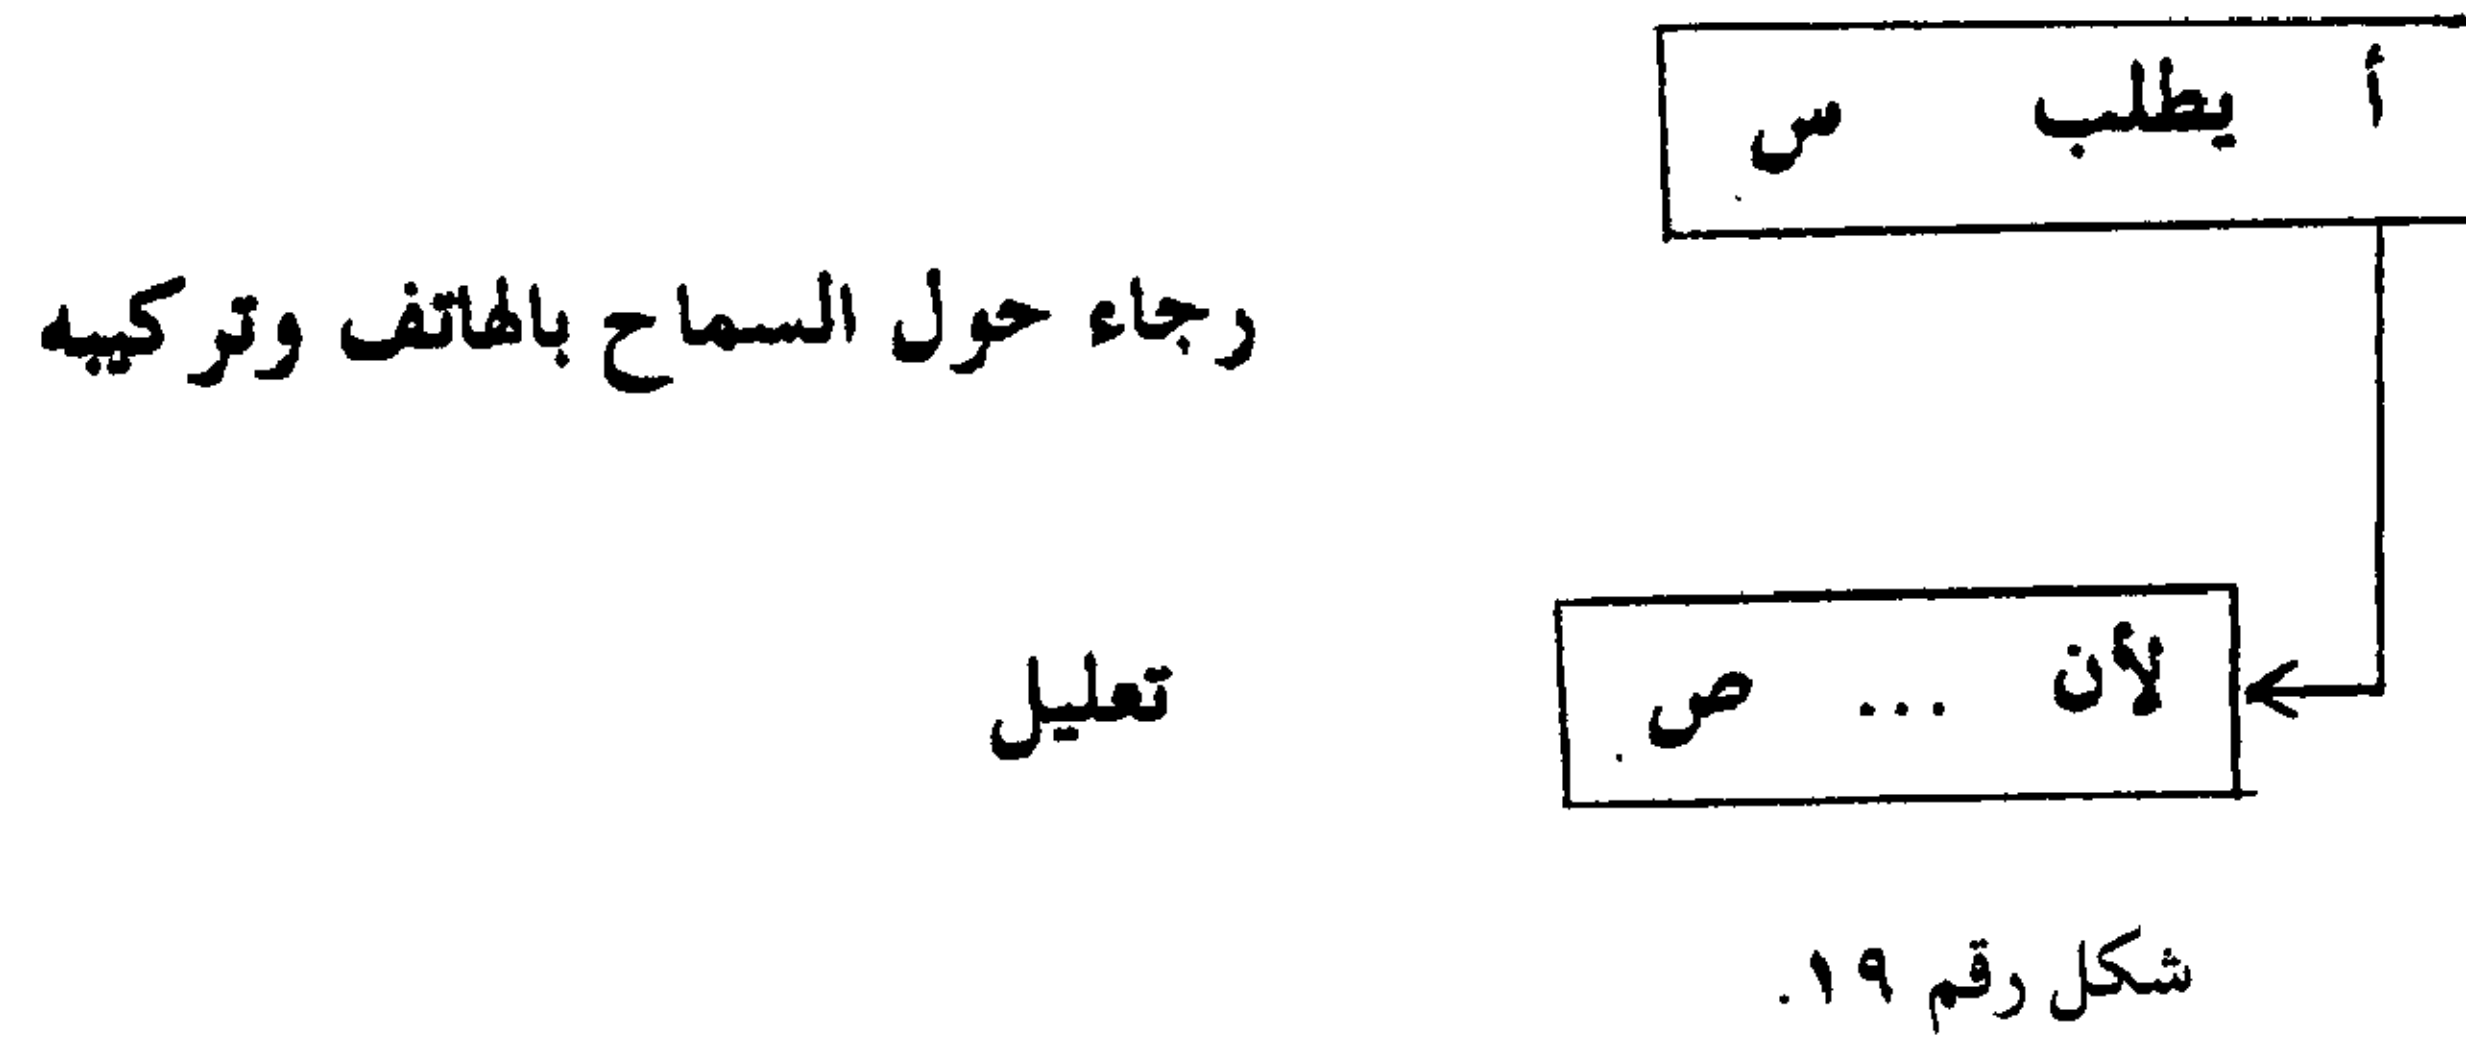 أ يطلب س
رجاء حول السماح بالهاتف وتركيبه
لأن ... ص
تعليل
شكل رقم ١٩.